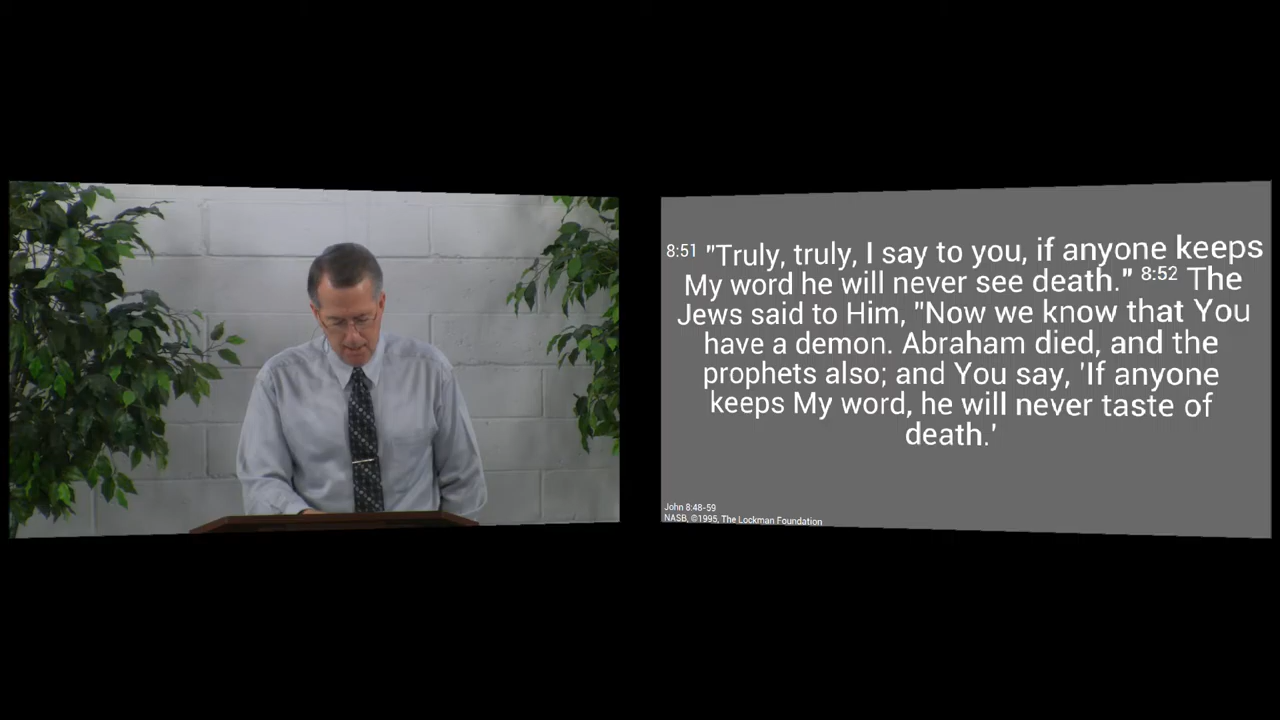 8:51 "Truly, truly, I say to you, if anyone keeps
My word he will never see death." 8:52 The
Jews said to Him, "Now we know that You
have a demon. Abraham died, and the
prophets also; and You say, 'If anyone
keeps My word, he will never taste of
death.'
John 8:48-59
NASB, ©1995, The Lockman Foundation